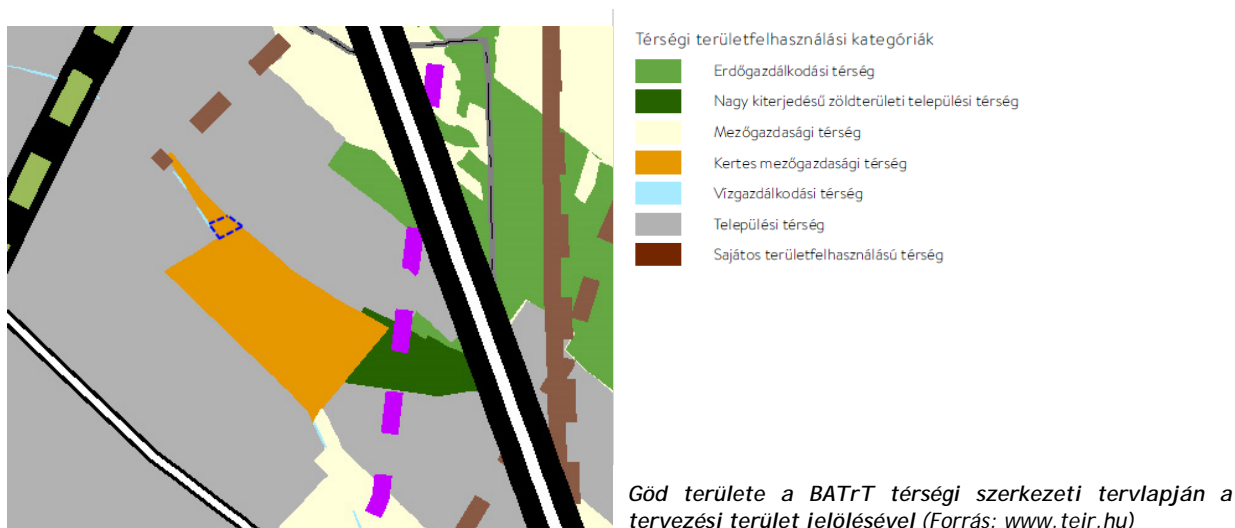 Térségi területfelhasználási kategóriák
Erdőgazdálkodási térség
Nagy kiterjedésű zöldterületi települési térség
Mezőgazdasági térség
Kertes mezőgazdasági térség
Vízgazdálkodási térség
Települési térség
Sajátos területfelhasználású térség
Göd területe a BATrT térségi szerkezeti tervlapján a
tervezési terület jelölésével (Forrás: www.teir.hu)